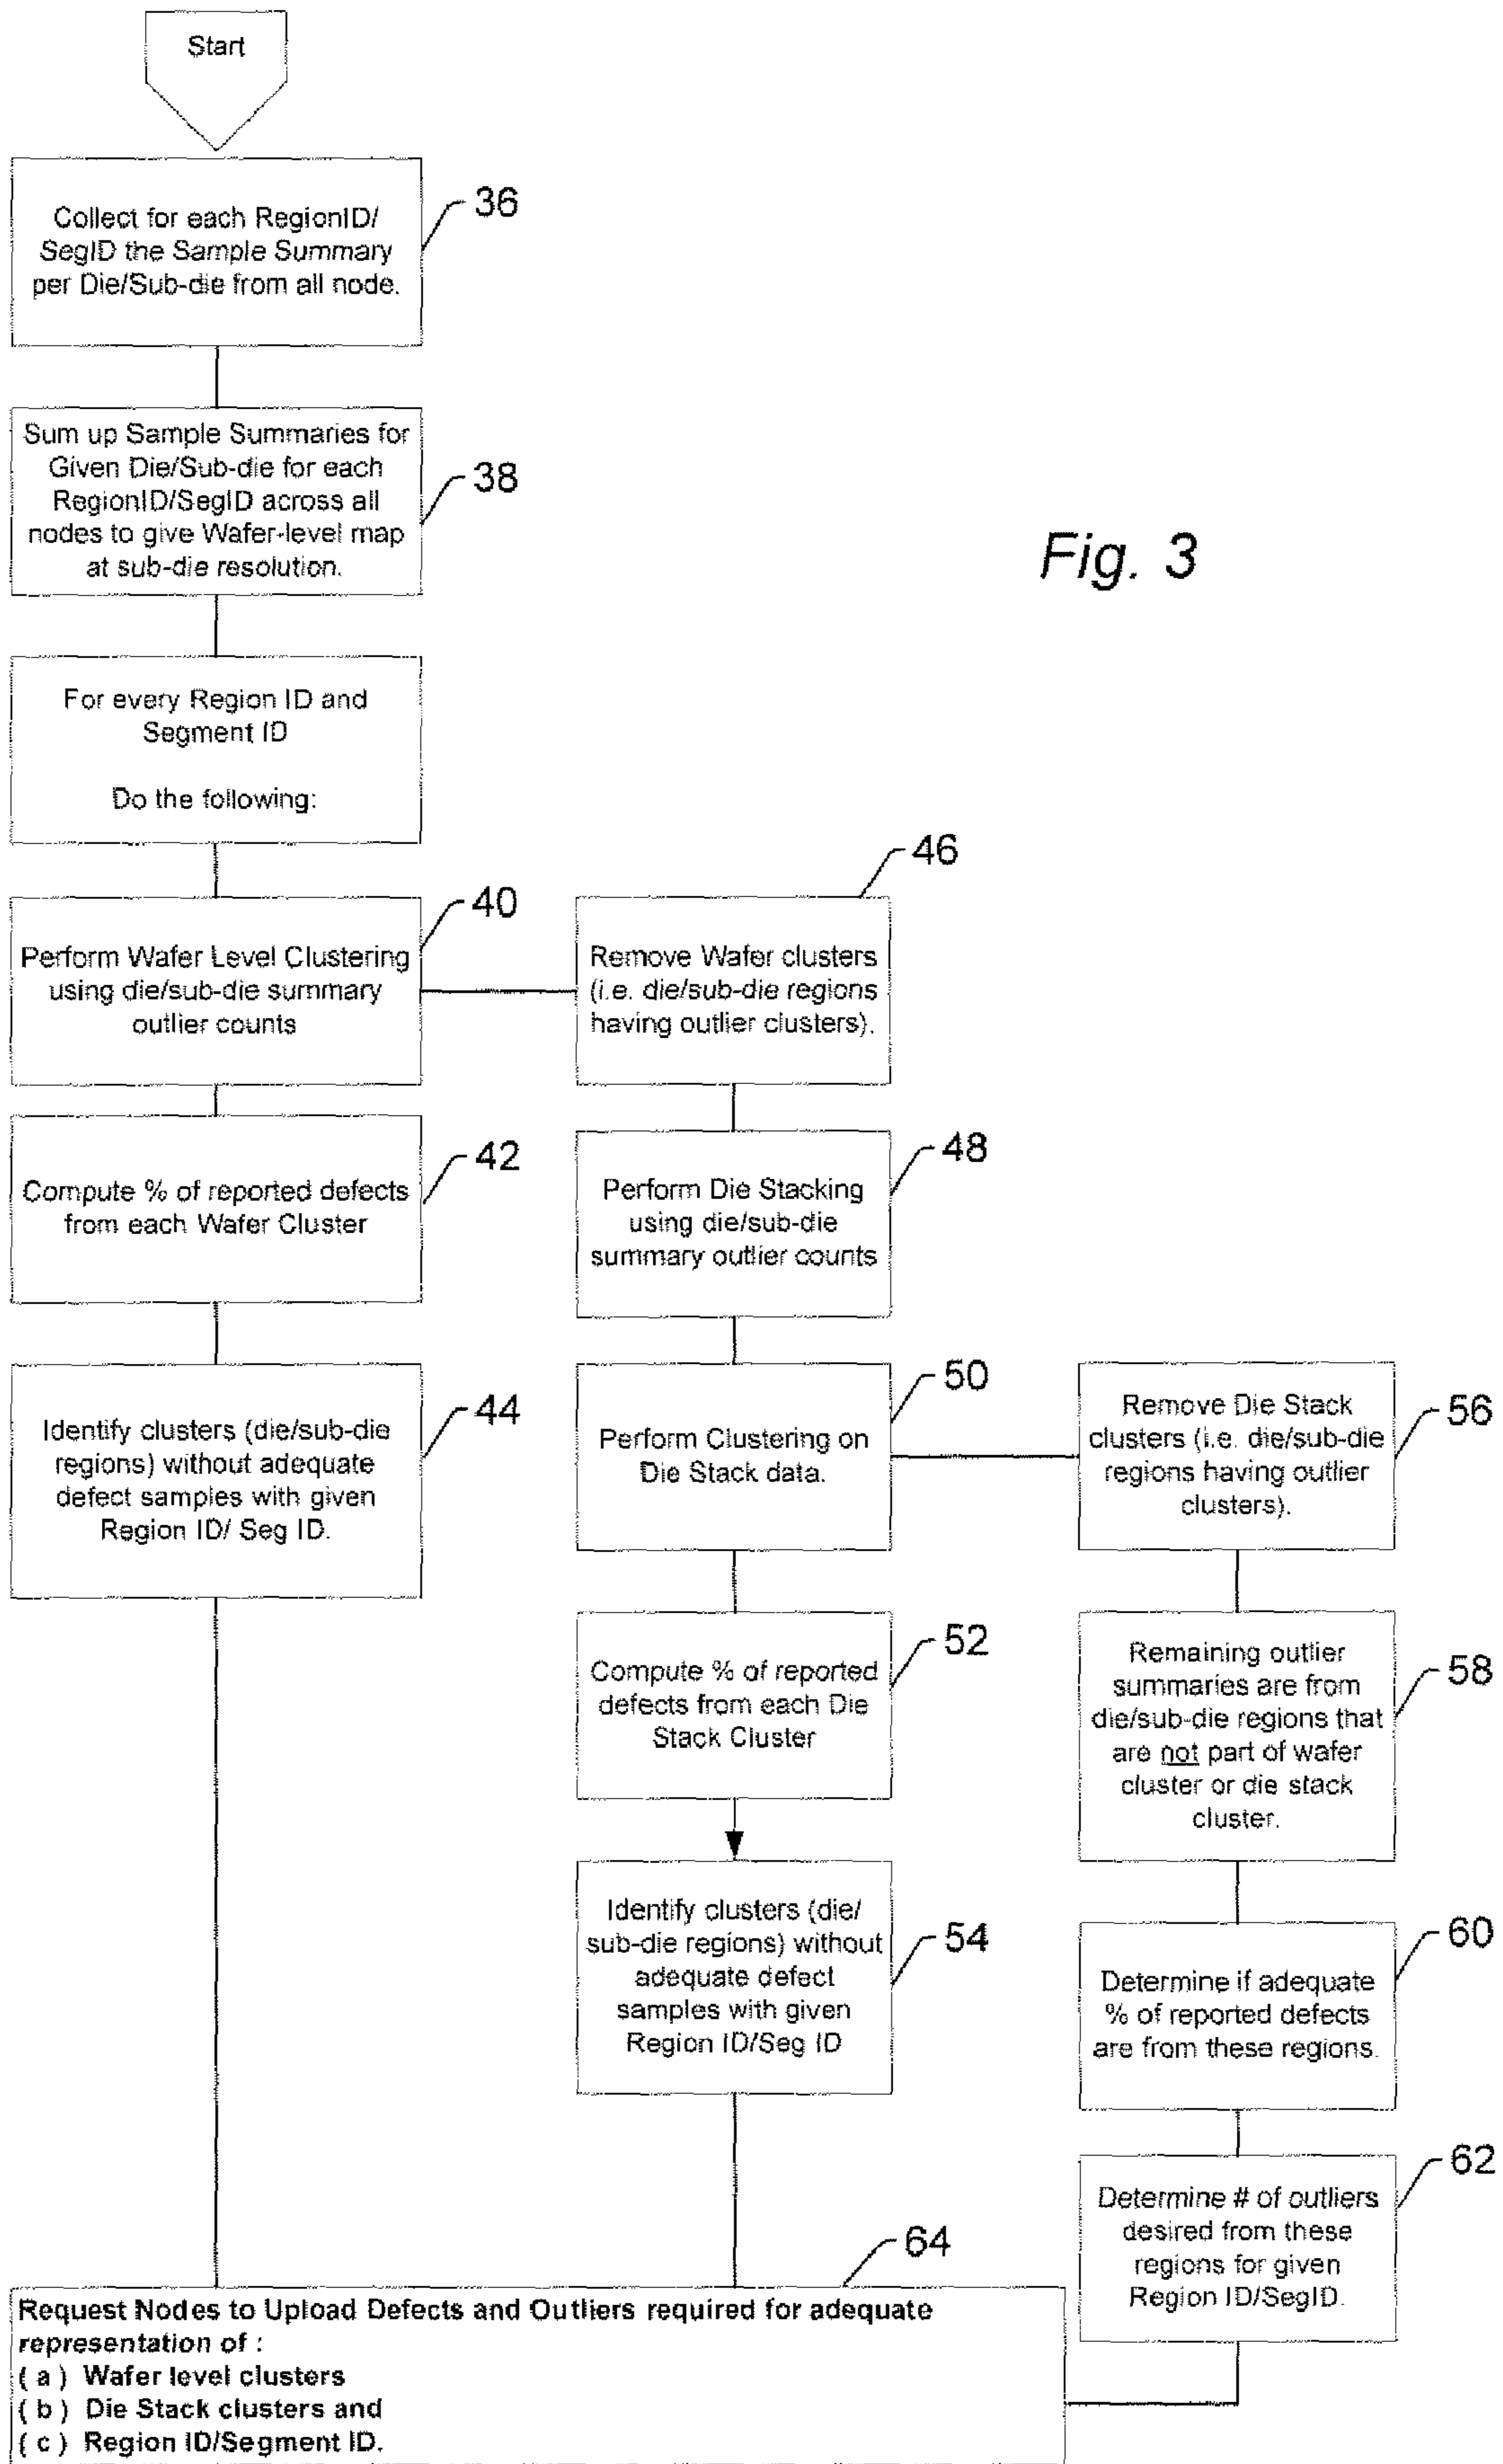 Start
Collect for each RegionID/
SegID the Sample Summary
per Die/Sub-die from all node.
36
Sum up Sample Summaries for
Given Die/Sub-die for each
RegionID/SegID across all
nodes to give Wafer-level map
at sub-die resolution.
38
Fig. 3
For every Region ID and
Segment ID
Do the following:
Perform Wafer Level Clustering
using die/sub-die summary
outlier counts
40
Remove Wafer clusters
(i.e. die/sub-die regions
having outlier clusters).
46
Compute % of reported defects
from each Wafer Cluster
42
Perform Die Stacking
using die/sub-die
summary outlier counts
48
Identify clusters (die/sub-die
regions) without adequate
defect samples with given
Region ID/ Seg ID.
44
Perform Clustering on
Die Stack data.
50
Remove Die Stack
clusters (i.e. die/sub-die
regions having outlier
clusters).
56
Compute % of reported
defects from each Die
Stack Cluster
52
Remaining outlier
summaries are from
die/sub-die regions that
are not part of wafer
cluster or die stack
cluster.
58
Identify clusters (die/
sub-die regions) without
adequate defect
samples with given
Region ID/Seg ID
54
Determine if adequate
% of reported defects
are from these regions.
60
Determine # of outliers
desired from these
regions for given
Region ID/SegID.
62
64
Request Nodes to Upload Defects and Outliers required for adequate
representation of :
( a ) Wafer level clusters
( b ) Die Stack clusters and
( c ) Region ID/Segment ID.